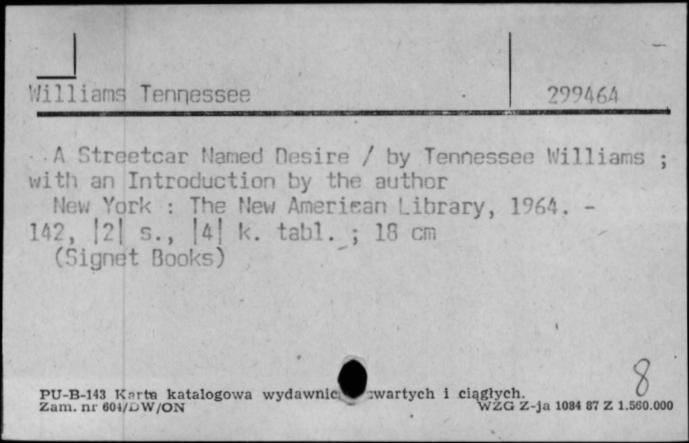 Williams Tennessee 299464
A Streetcar Named Desire / by Tennessee Williams ;
with an Introduction by the author
New York : The New American Library, 1964. -
142, |2| s., |4| k. tabl. ; 18 cm
(Signet Books)
8
PU-B-143 Karta katalogowa wydawnic wartych i ciągłych.
Zam. nr 604/DW/ON WZG Z-ja 1084 87 Z 1.560.000